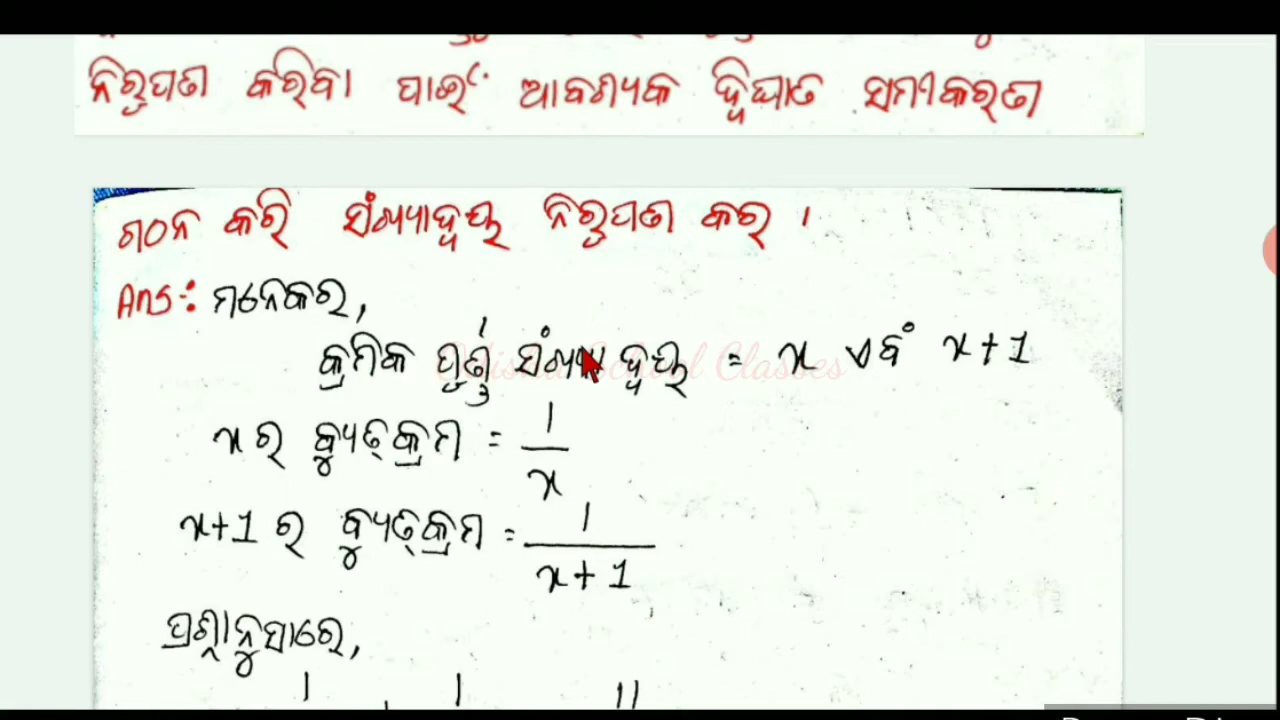 ନିରୂପଣ କରିବା ପାଇଁ ଆବଶ୍ୟକ ଦ୍ୱିଘାତ ସମୀକରଣ
ଗଠନ କରି ସଂଖ୍ୟାଦ୍ୱୟ ନିରୂପଣ କର ।
Ans:- ମନେକର,
କ୍ରମିକ ପୂର୍ଣ୍ଣ ସଂଖ୍ୟା ଦ୍ୱୟ = x ଏବଂ x+1
x ର ବ୍ୟୁତ୍କ୍ରମ = 1/x
x+1 ର ବ୍ୟୁତ୍କ୍ରମ = 1/(x+1)
ପ୍ରଶ୍ନାନୁସାରେ,